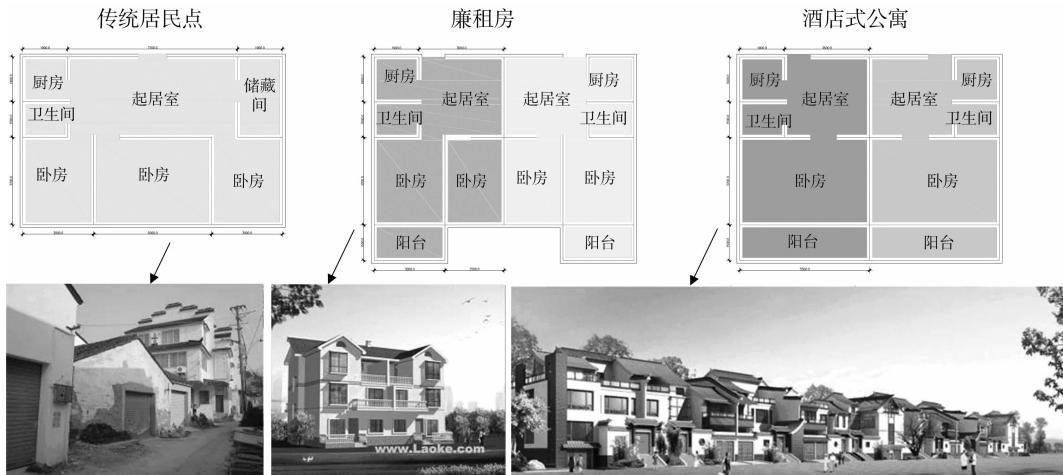 传统居民点
廉租房
酒店式公寓
厨房
起居室
储藏
间
卫生间
卧房
卧房
卧房
厨房
起居室
起居室
厨房
卫生间
卫生间
卧房
卧房
卧房
卧房
阳台
阳台
厨房
起居室
起居室
厨房
卫生间
卫生间
卧房
卧房
阳台
阳台
www.Laoke.com